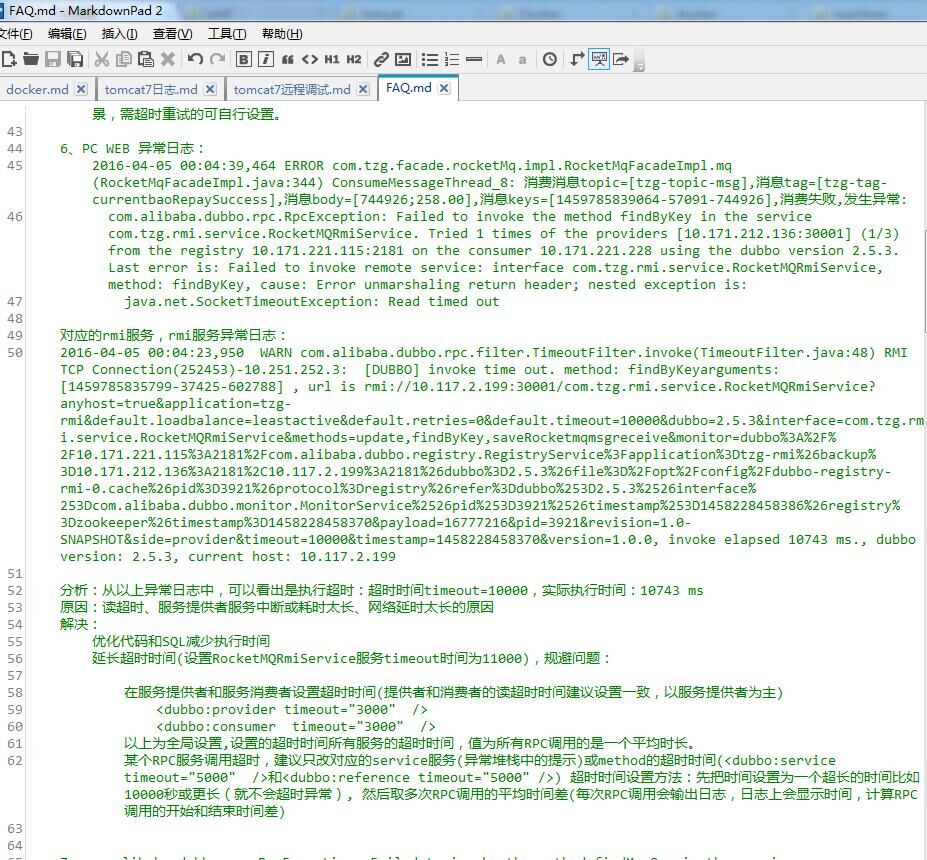 FAQ.md - MarkdownPad 2
文件(F) 编辑(E) 插入(I) 查看(V) 工具(T) 帮助(H)
B I “ <> H1 H2 A a
docker.md tomcat7日志.md tomcat7远程调试.md FAQ.md
景，需超时重试的可自行设置。
43
44 6、PC WEB 异常日志：
45 2016-04-05 00:04:39,464 ERROR com.tzg.facade.rocketMq.impl.RocketMqFacadeImpl.mq
(RocketMqFacadeImpl.java:344) ConsumeMessageThread_8: 消费消息topic=[tzg-topic-msg],消息tag=[tzg-tag-
currentbaoRepaySuccess],消息body=[744926;258.00],消息keys=[1459785839064-57091-744926],消费失败,发生异常:
46 com.alibaba.dubbo.rpc.RpcException: Failed to invoke the method findByKey in the service
com.tzg.rmi.service.RocketMQRmiService. Tried 1 times of the providers [10.171.212.136:30001] (1/3)
from the registry 10.171.221.115:2181 on the consumer 10.171.221.228 using the dubbo version 2.5.3.
Last error is: Failed to invoke remote service: interface com.tzg.rmi.service.RocketMQRmiService,
method: findByKey, cause: Error unmarshaling return header; nested exception is:
47 java.net.SocketTimeoutException: Read timed out
48
49 对应的rmi服务，rmi服务异常日志：
50 2016-04-05 00:04:23,950 WARN com.alibaba.dubbo.rpc.filter.TimeoutFilter.invoke(TimeoutFilter.java:48) RMI
TCP Connection(252453)-10.251.252.3: [DUBBO] invoke time out. method: findByKeyarguments:
[1459785835799-37425-602788] , url is rmi://10.117.2.199:30001/com.tzg.rmi.service.RocketMQRmiService?
anyhost=true&application=tzg-
rmi&default.loadbalance=leastactive&default.retries=0&default.timeout=10000&dubbo=2.5.3&interface=com.tzg.rm
i.service.RocketMQRmiService&methods=update,findByKey,saveRocketmqmsgreceive&monitor=dubbo%3A%2F%
2F10.171.221.115%3A2181%2Fcom.alibaba.dubbo.registry.RegistryService%3Fapplication%3Dtzg-rmi%26backup%
3D10.171.212.136%3A2181%2C10.117.2.199%3A2181%26dubbo%3D2.5.3%26file%3D%2Fopt%2Fconfig%2Fdubbo-registry-
rmi-0.cache%26pid%3D3921%26protocol%3Dregistry%26refer%3Ddubbo%253D2.5.3%2526interface%
253Dcom.alibaba.dubbo.monitor.MonitorService%2526pid%253D3921%2526timestamp%253D1458228458386%26registry%
3Dzookeeper%26timestamp%3D1458228458370&payload=16777216&pid=3921&revision=1.0-
SNAPSHOT&side=provider&timeout=10000&timestamp=1458228458370&version=1.0.0, invoke elapsed 10743 ms., dubbo
version: 2.5.3, current host: 10.117.2.199
51
52 分析：从以上异常日志中，可以看出是执行超时：超时时间timeout=10000，实际执行时间：10743 ms
53 原因：读超时、服务提供者服务中断或耗时太长、网络延时太长的原因
54 解决：
55 优化代码和SQL减少执行时间
56 延长超时时间(设置RocketMQRmiService服务timeout时间为11000)，规避问题：
57
58 在服务提供者和服务消费者设置超时时间(提供者和消费者的读超时时间建议设置一致，以服务提供者为主)
59 <dubbo:provider timeout="3000" />
60 <dubbo:consumer timeout="3000" />
61 以上为全局设置,设置的超时时间所有服务的超时时间，值为所有RPC调用的是一个平均时长。
62 某个RPC服务调用超时，建议只改对应的service服务(异常堆栈中的提示)或method的超时时间(<dubbo:service
timeout="5000" />和<dubbo:reference timeout="5000" />) 超时时间设置方法：先把时间设置为一个超长的时间比如
10000秒或更长（就不会超时异常）, 然后取多次RPC调用的平均时间差(每次RPC调用会输出日志，日志上会显示时间，计算RPC
调用的开始和结束时间差)
63
64